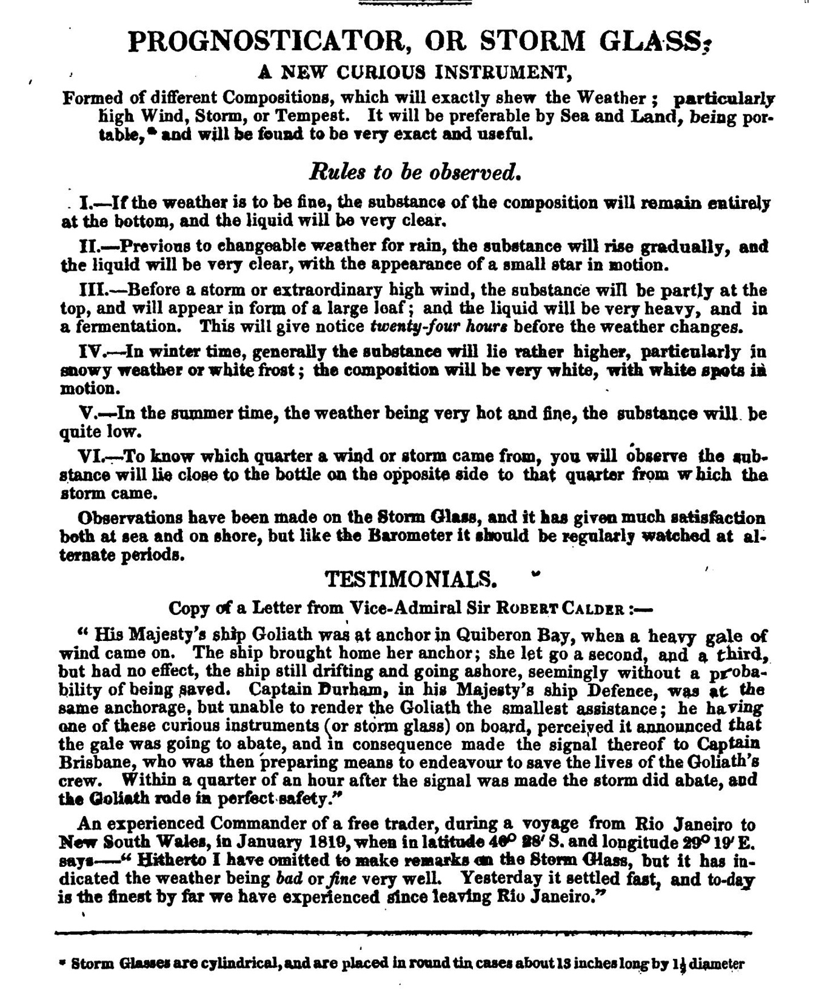 PROGNOSTICATOR, OR STORM GLASS;
A NEW CURIOUS INSTRUMENT,
Formed of different Compositions, which will exactly shew the Weather; particularly
high Wind, Storm, or Tempest. It will be preferable by Sea and Land, being por-
table,* and will be found to be very exact and useful.
Rules to be observed.
I.—If the weather is to be fine, the substance of the composition will remain entirely
at the bottom, and the liquid will be very clear.
II.—Previous to changeable weather for rain, the substance will rise gradually, and
the liquid will be very clear, with the appearance of a small star in motion.
III.—Before a storm or extraordinary high wind, the substance will be partly at the
top, and will appear in form of a large loaf; and the liquid will be very heavy, and in
a fermentation. This will give notice twenty-four hours before the weather changes.
IV.—In winter time, generally the substance will lie rather higher, particularly in
snowy weather or white frost; the composition will be very white, with white spots in
motion.
V.—In the summer time, the weather being very hot and fine, the substance will be
quite low.
VI.—To know which quarter a wind or storm came from, you will observe the sub-
stance will lie close to the bottle on the opposite side to that quarter from which the
storm came.
Observations have been made on the Storm Glass, and it has given much satisfaction
both at sea and on shore, but like the Barometer it should be regularly watched at al-
ternate periods.
TESTIMONIALS.
Copy of a Letter from Vice-Admiral Sir ROBERT CALDER:—
“His Majesty’s ship Goliath was at anchor in Quiberon Bay, when a heavy gale of
wind came on. The ship brought home her anchor; she let go a second, and a third,
but had no effect, the ship still drifting and going ashore, seemingly without a proba-
bility of being saved. Captain Durham, in his Majesty’s ship Defence, was at the
same anchorage, but unable to render the Goliath the smallest assistance; he having
one of these curious instruments (or storm glass) on board, perceived it announced that
the gale was going to abate, and in consequence made the signal thereof to Captain
Brisbane, who was then preparing means to endeavour to save the lives of the Goliath’s
crew. Within a quarter of an hour after the signal was made the storm did abate, and
the Goliath rode in perfect safety.”
An experienced Commander of a free trader, during a voyage from Rio Janeiro to
New South Wales, in January 1819, when in latitude S. and longitude 29° 19′ E.
says—“Hitherto I have omitted to make remarks on the Storm Glass, but it has in-
dicated the weather being bad or fine very well. Yesterday it settled fast, and to-day
is the finest by far we have experienced since leaving Rio Janeiro.”
* Storm Glasses are cylindrical, and are placed in round tin cases about 13 inches long by diameter